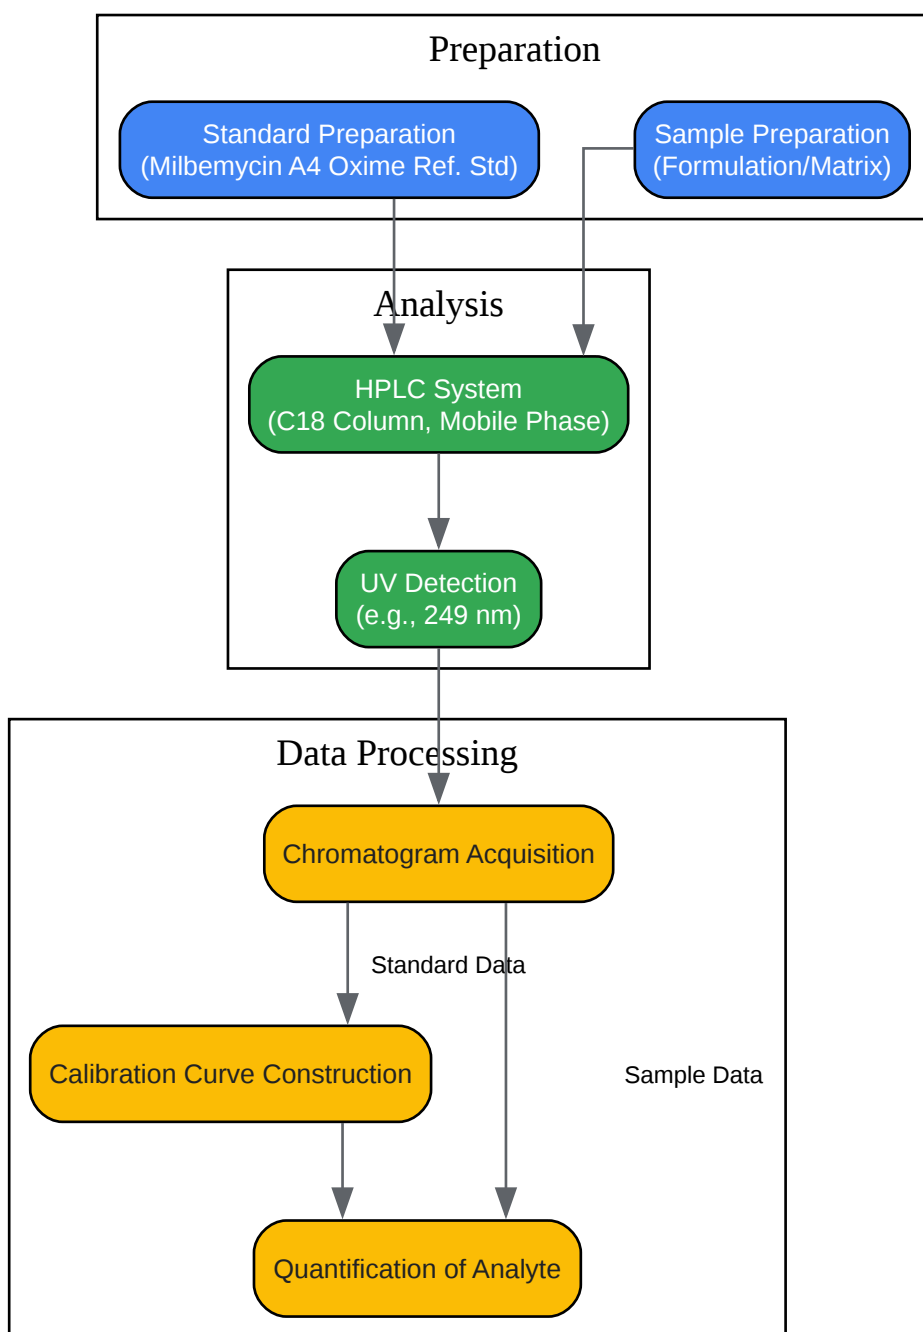 Preparation
Standard Preparation
(Milbemycin A4 Oxime Ref. Std)
Sample Preparation
(Formulation/Matrix)
Analysis
HPLC System
(C18 Column, Mobile Phase)
UV Detection
(e.g., 249 nm)
Data Processing
Chromatogram Acquisition
Standard Data
Calibration Curve Construction
Sample Data
Quantification of Analyte